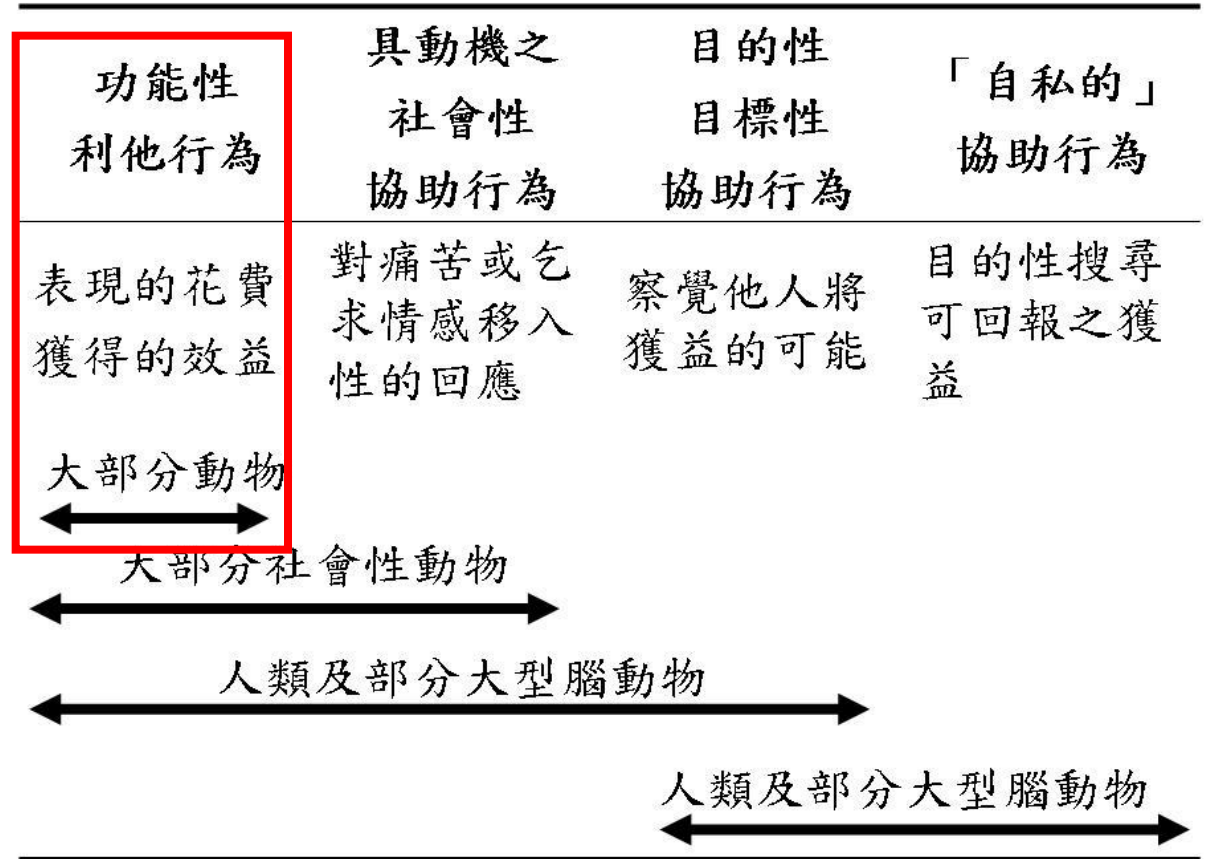 功能性
利他行為
具動機之
社會性
協助行為
目的性
目標性
協助行為
「自私的」
協助行為
表現的花費
獲得的效益
對痛苦或乞
求情感移入
性的回應
察覺他人將
獲益的可能
目的性搜尋
可回報之獲
益
大部分動物
大部分社會性動物
人類及部分大型腦動物
人類及部分大型腦動物